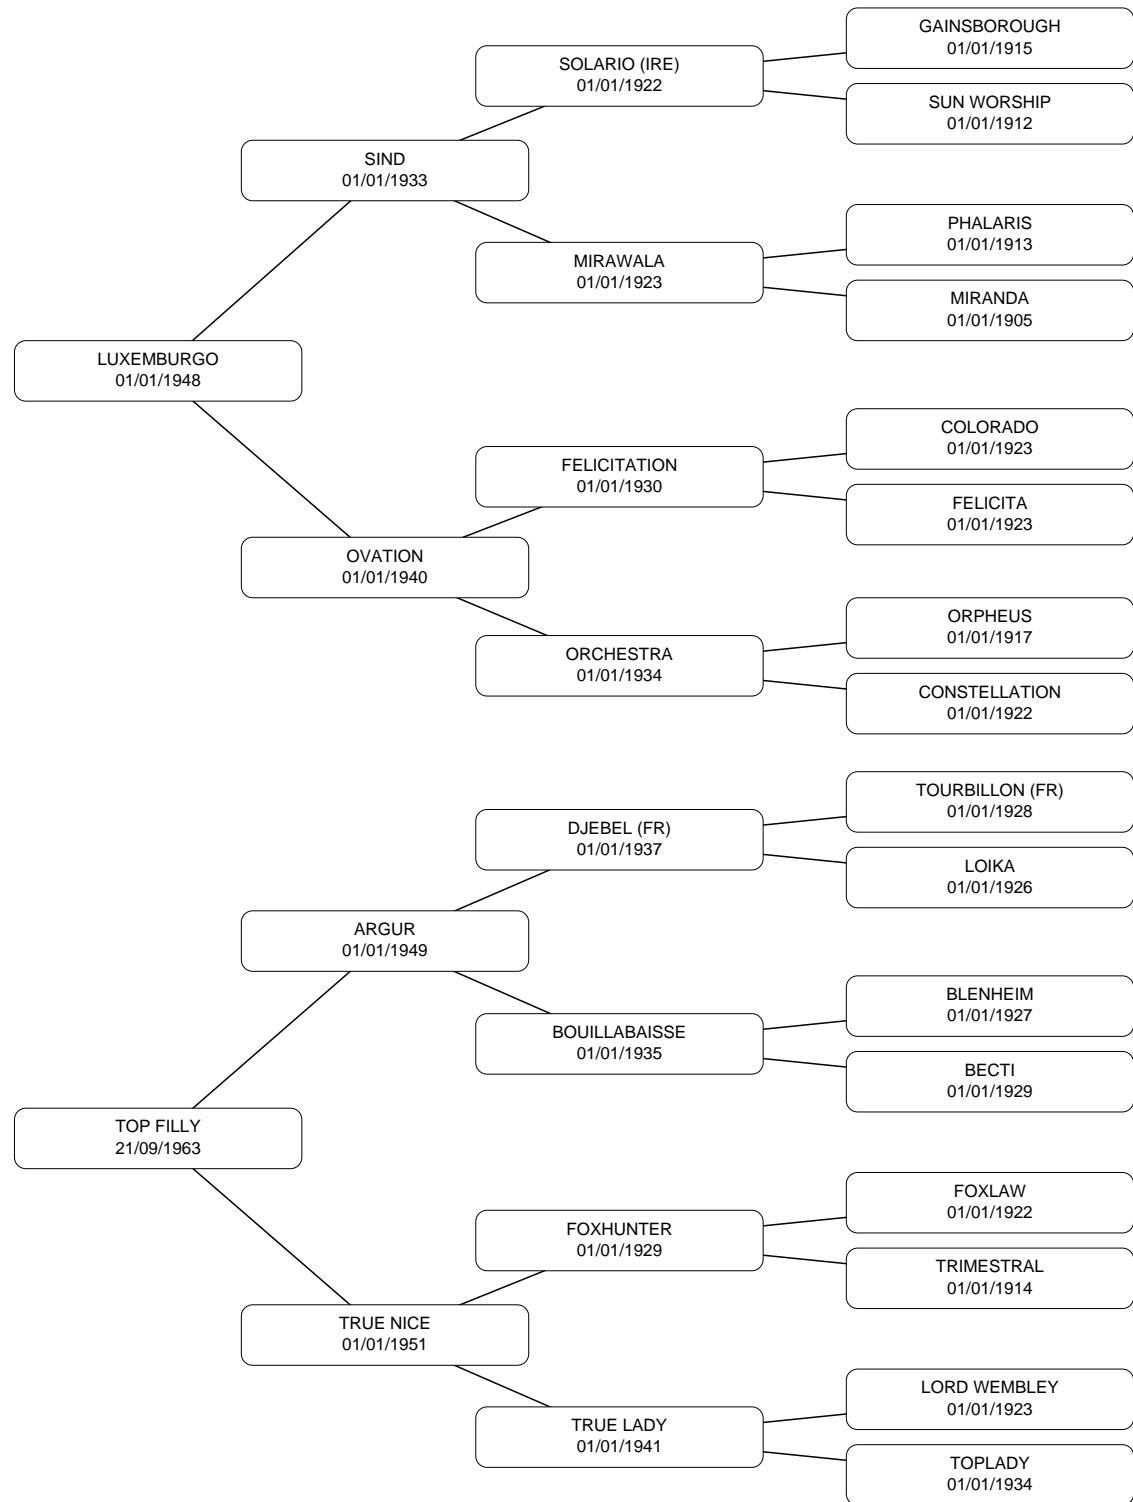 GAINSBOROUGH
01/01/1915
SOLARIO (IRE)
01/01/1922
SUN WORSHIP
01/01/1912
SIND
01/01/1933
PHALARIS
01/01/1913
MIRAWALA
01/01/1923
MIRANDA
01/01/1905
LUXEMBURGO
01/01/1948
COLORADO
01/01/1923
FELICITATION
01/01/1930
FELICITA
01/01/1923
OVATION
01/01/1940
ORPHEUS
01/01/1917
ORCHESTRA
01/01/1934
CONSTELLATION
01/01/1922
TOURBILLON (FR)
01/01/1928
DJEBEL (FR)
01/01/1937
LOIKA
01/01/1926
ARGUR
01/01/1949
BLENHEIM
01/01/1927
BOUILLABAISSE
01/01/1935
BECTI
01/01/1929
TOP FILLY
21/09/1963
FOXLAW
01/01/1922
FOXHUNTER
01/01/1929
TRIMESTRAL
01/01/1914
TRUE NICE
01/01/1951
LORD WEMBLEY
01/01/1923
TRUE LADY
01/01/1941
TOPLADY
01/01/1934